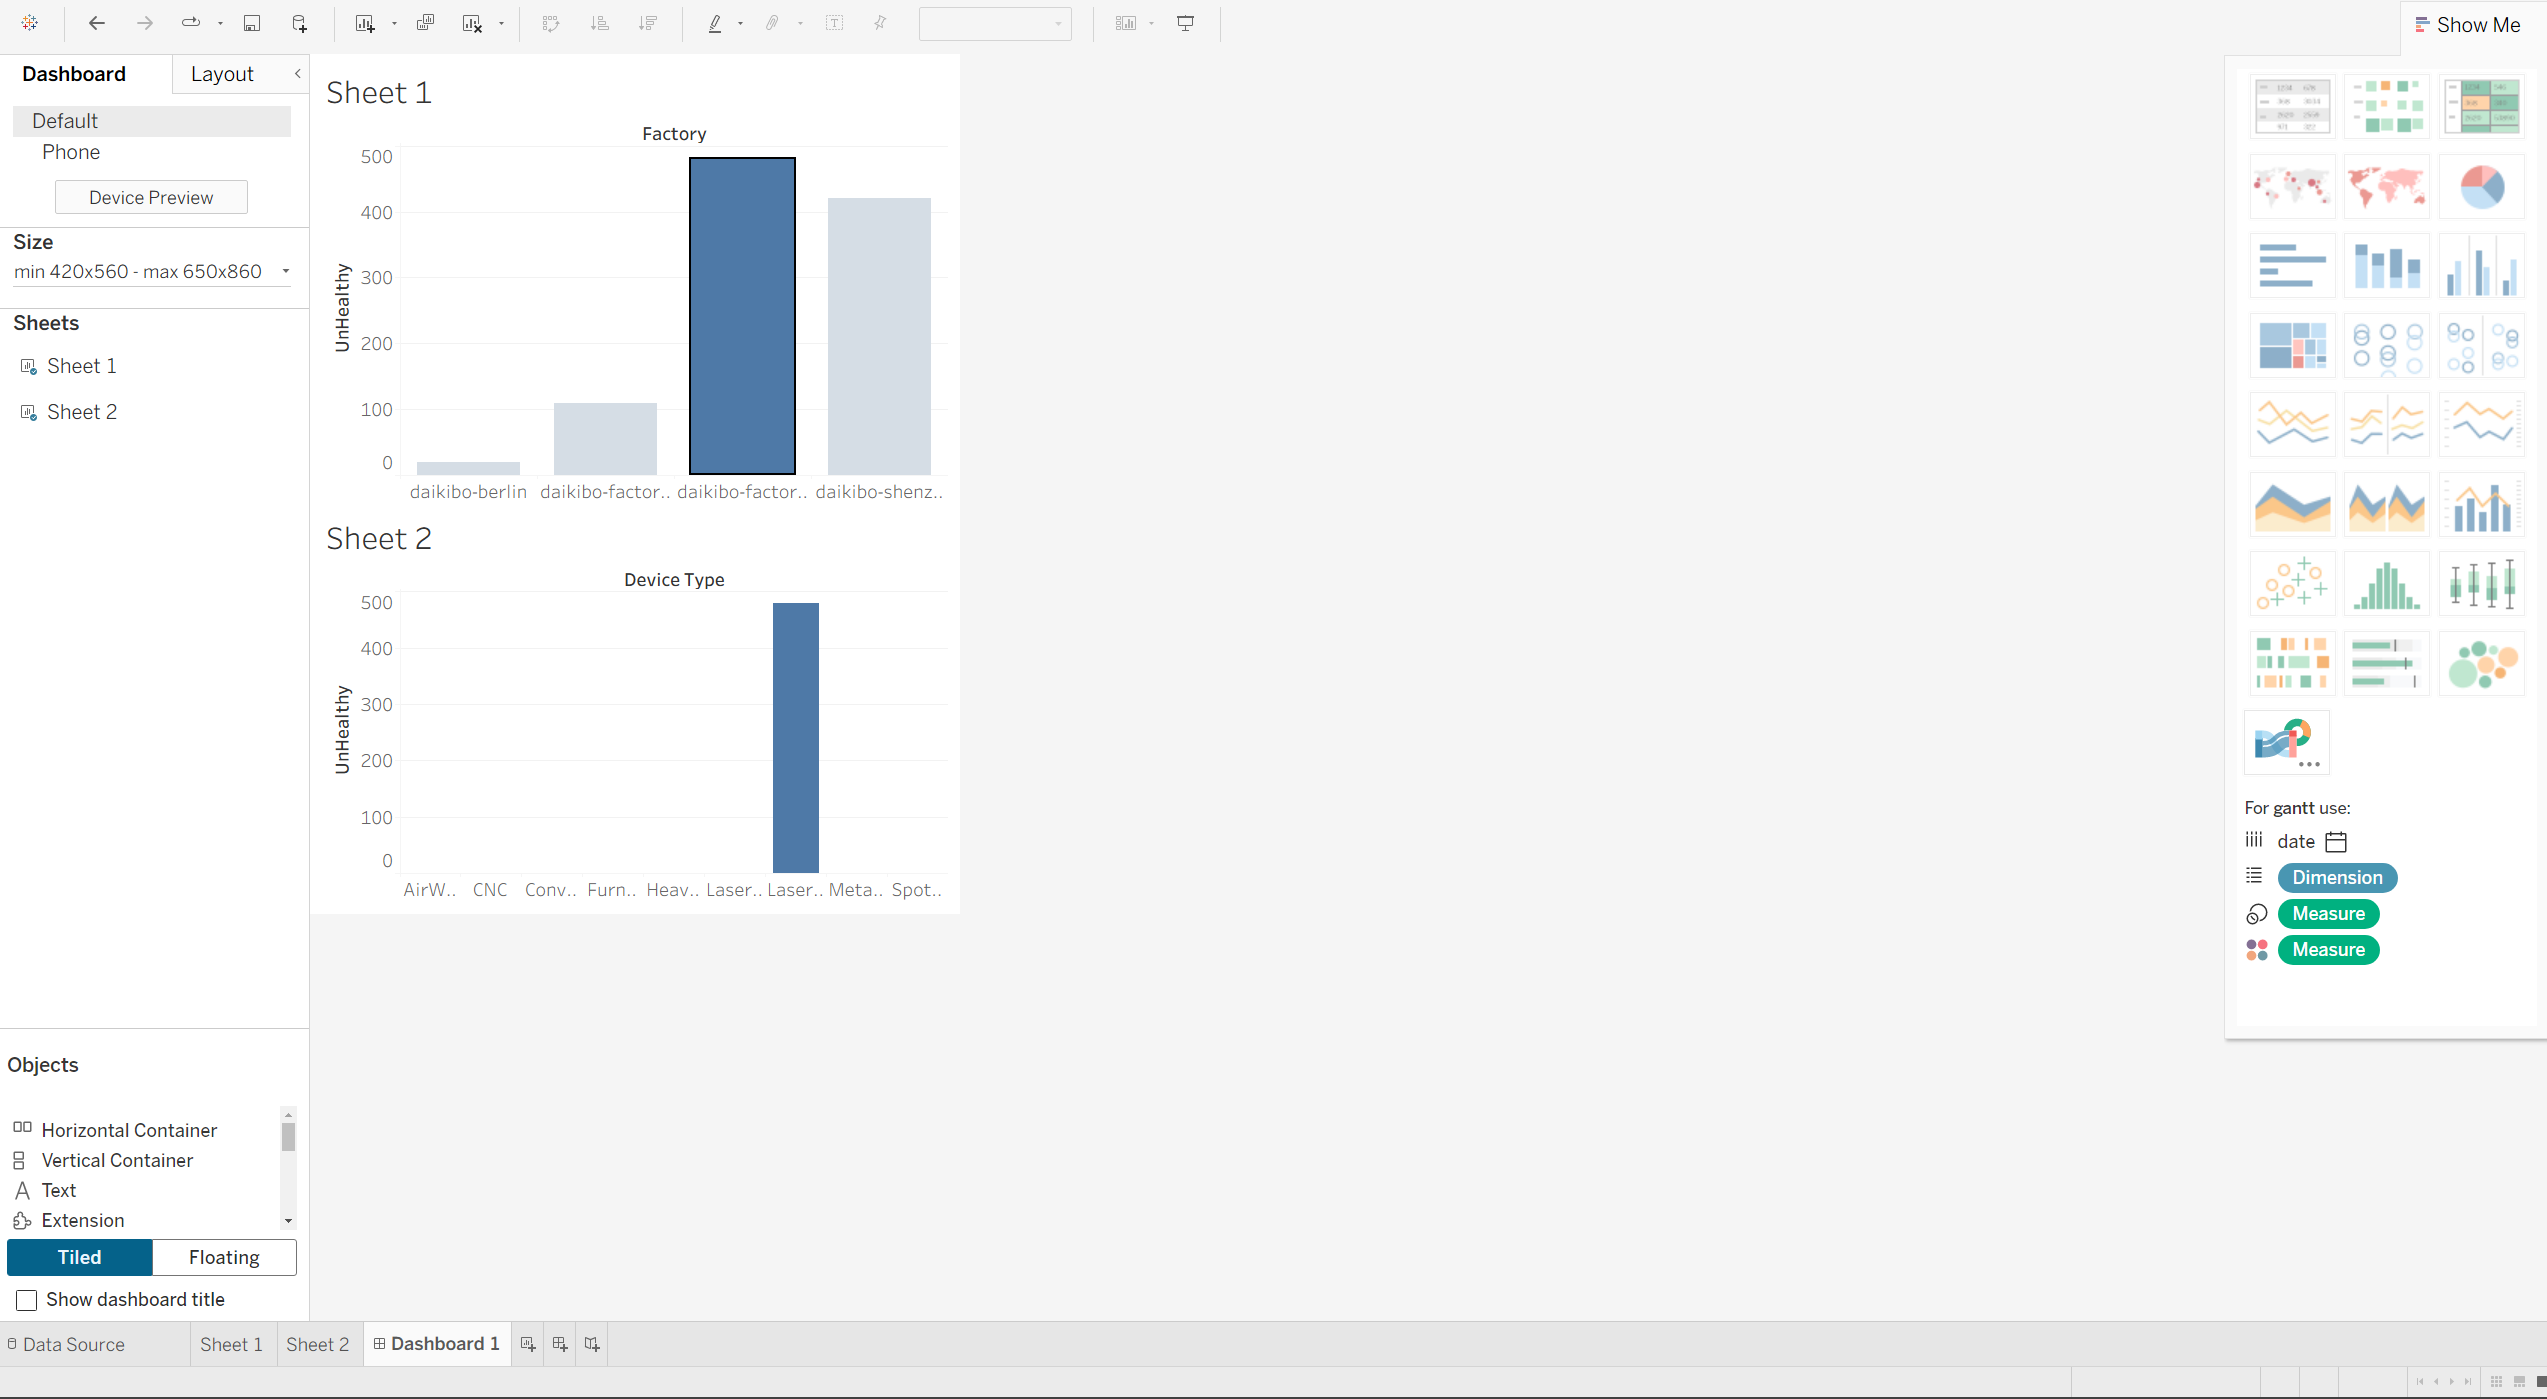 Show Me
Dashboard
Layout
Default
Phone
Device Preview
Size
min 420x560 - max 650x860
Sheets
Sheet 1
Sheet 2
Objects
Horizontal Container
Vertical Container
Text
Extension
Tiled
Floating
Show dashboard title
Sheet 1
Factory
UnHealthy
500
400
300
200
100
0
daikibo-berlin daikibo-factor.. daikibo-factor.. daikibo-shenz..
Sheet 2
Device Type
UnHealthy
500
400
300
200
100
0
AirW.. CNC Conv.. Furn.. Heav.. Laser.. Laser.. Meta.. Spot..
For gantt use:
date
Dimension
Measure
Measure
Data Source
Sheet 1
Sheet 2
Dashboard 1